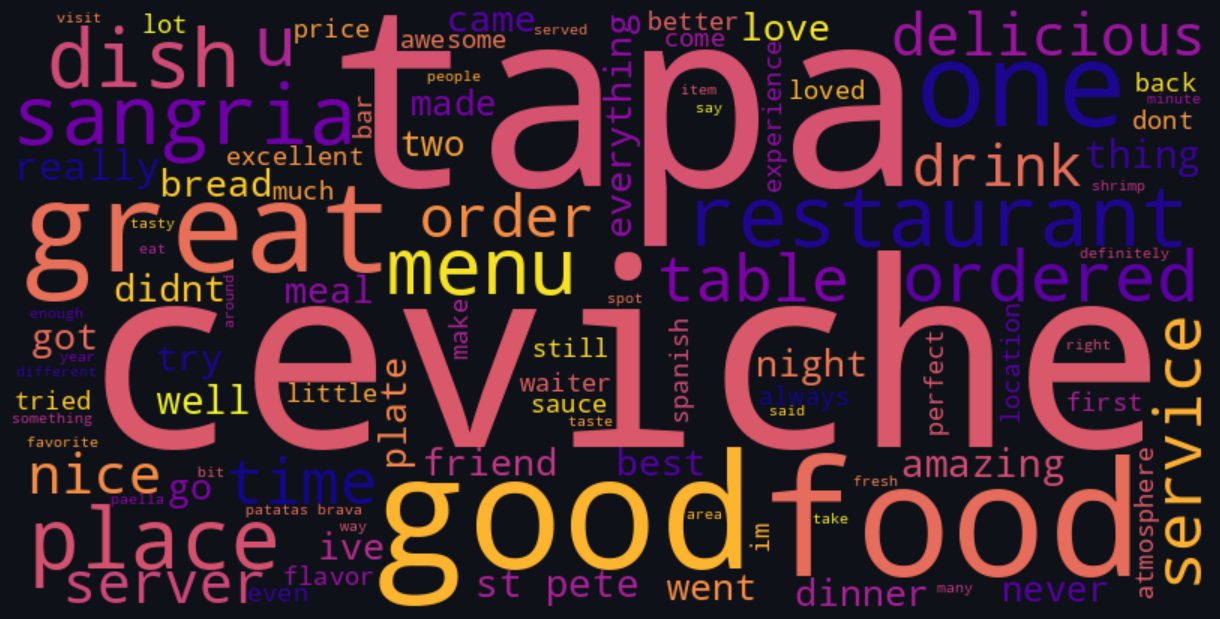 visit
lot
dish
u
price
came
served
awesome
everything
better
come
love
delicious
tapa
people
made
item
say
experience
loved
one
back
minute
dont
sangria
bar
two
really
excellent
bread
much
drink
thing
shrimp
great
tasty
eat
order
restaurant
menu
table
definitely
ordered
didnt
around
meal
spot
enough
got
year
different
try
ceviche
make
still
spanish
night
perfect
location
right
tried
something
well
little
plate
waiter
sauce
taste
always
said
first
service
favorite
nice
bit
go
paella
time
friend
best
amazing
fresh
atmosphere
place
patatas brava
way
ive
good
area
im
take
food
server
even
flavor
st pete
went
dinner
many
never